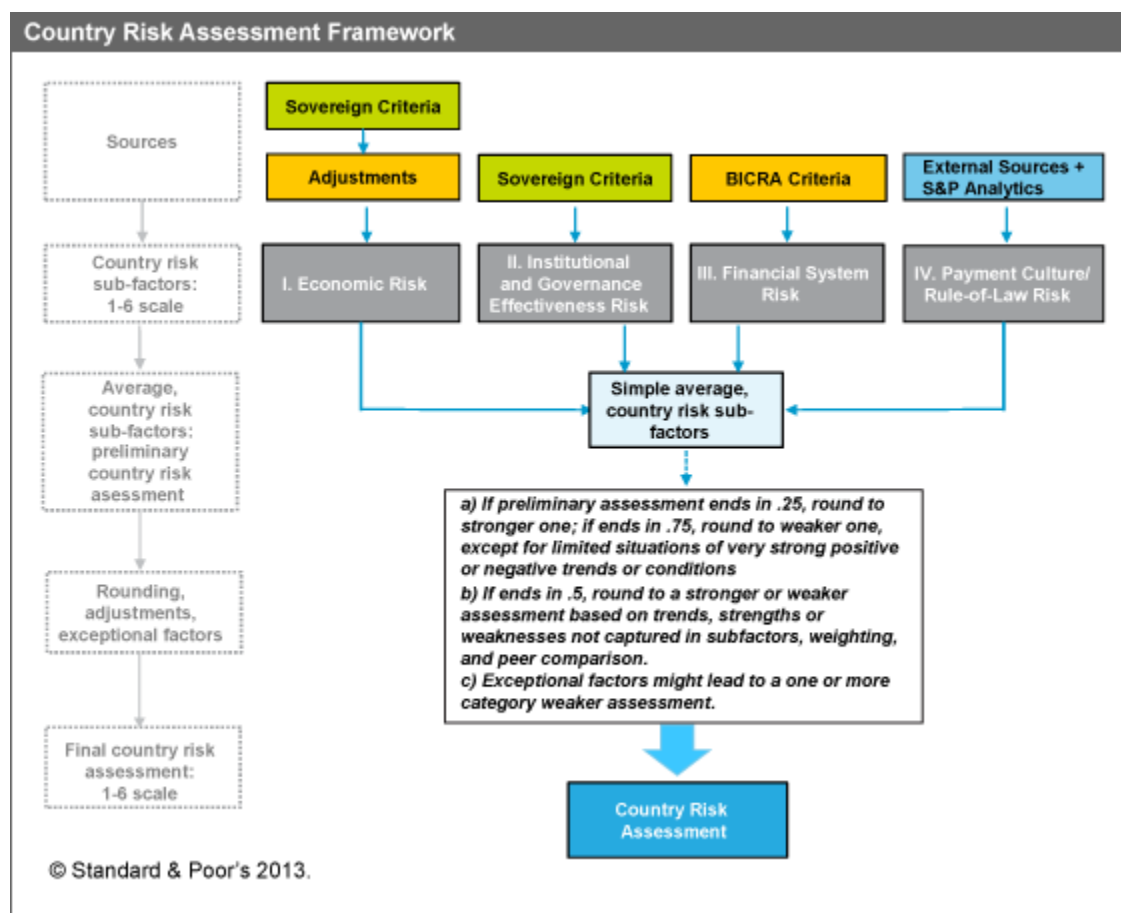 Country Risk Assessment Framework
Sources
Sovereign Criteria
Adjustments
Sovereign Criteria
BICRA Criteria
External Sources +
S&P Analytics
Country risk
sub-factors:
1-6 scale
I. Economic Risk
II. Institutional
and Governance
Effectiveness Risk
III. Financial System
Risk
IV. Payment Culture/
Rule-of-Law Risk
Average,
country risk
sub-factors:
preliminary
country risk
asessment
Simple average,
country risk sub-
factors
a) If preliminary assessment ends in .25, round to
stronger one; if ends in .75, round to weaker one,
except for limited situations of very strong positive
or negative trends or conditions
b) If ends in .5, round to a stronger or weaker
assessment based on trends, strengths or
weaknesses not captured in subfactors, weighting,
and peer comparison.
c) Exceptional factors might lead to a one or more
category weaker assessment.
Rounding,
adjustments,
exceptional factors
Final country risk
assessment:
1-6 scale
Country Risk
Assessment
© Standard & Poor's 2013.